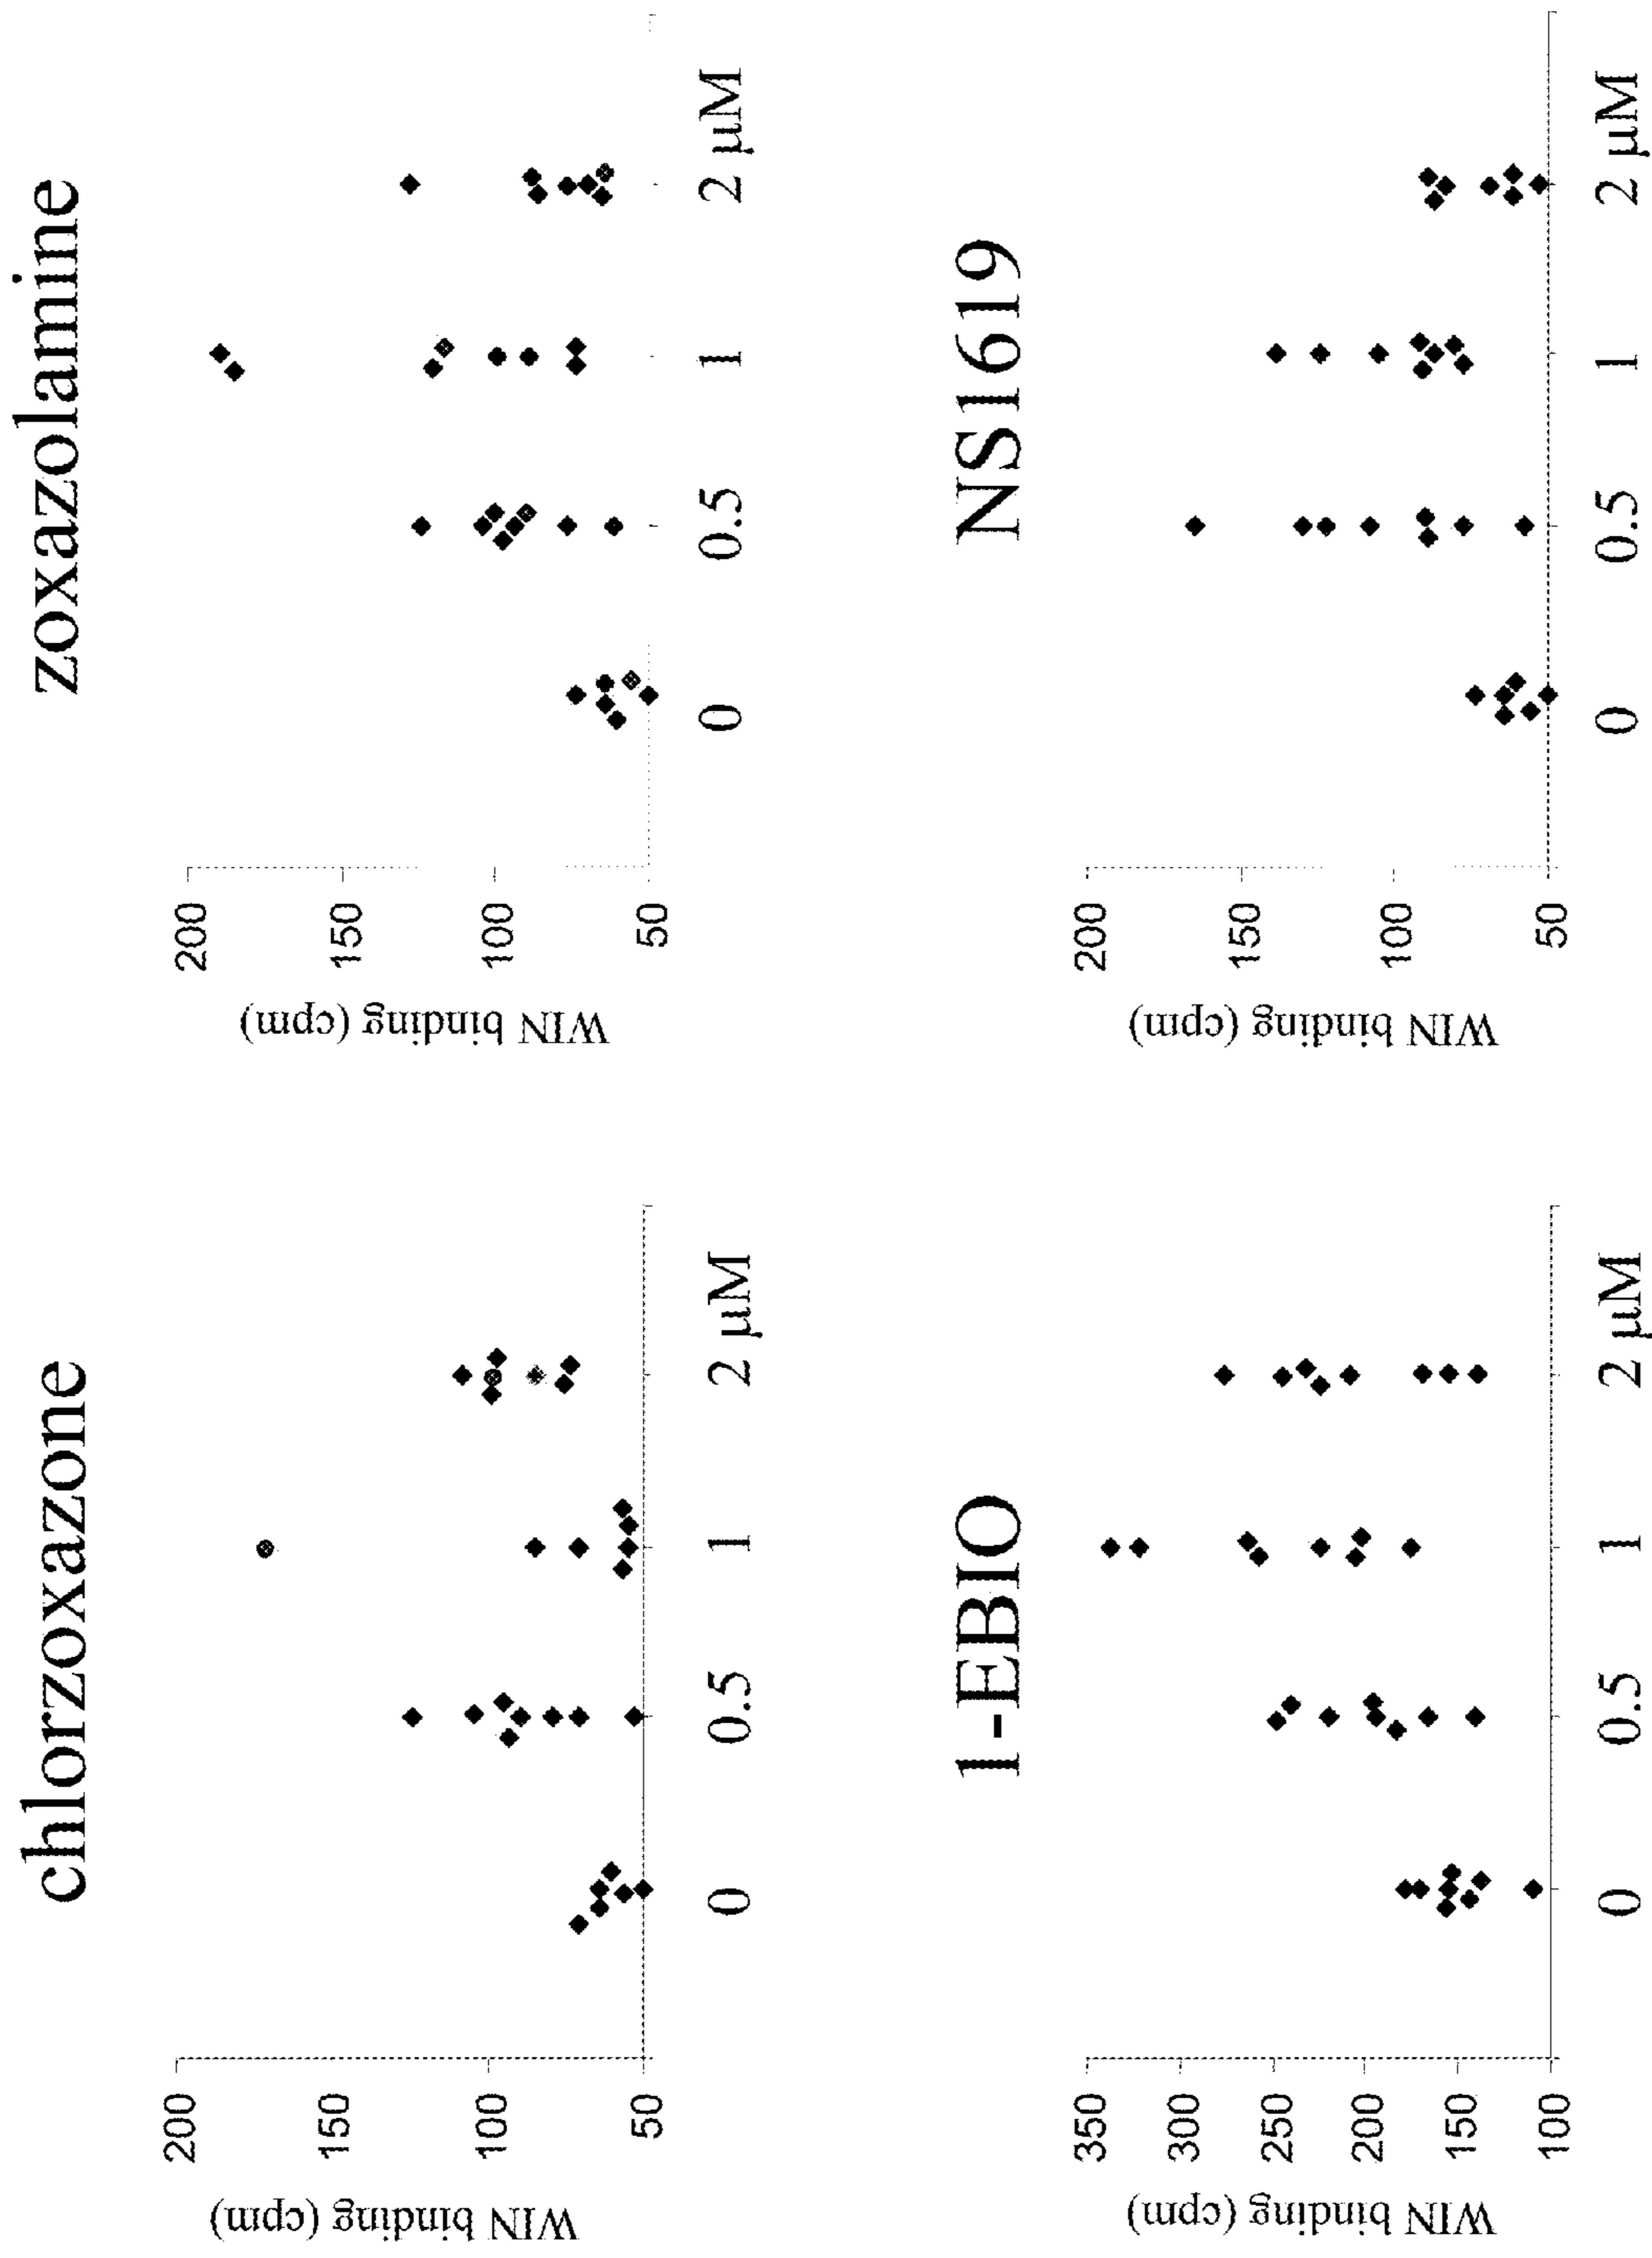 chlorzoxazone
WIN binding (cpm)
200
150
100
50
0 0.5 1 2 µM
zoxazolamine
WIN binding (cpm)
200
150
100
50
0 0.5 1 2 µM
1-EBIO
WIN binding (cpm)
350
300
250
200
150
100
0 0.5 1 2 µM
NS1619
WIN binding (cpm)
200
150
100
50
0 0.5 1 2 µM